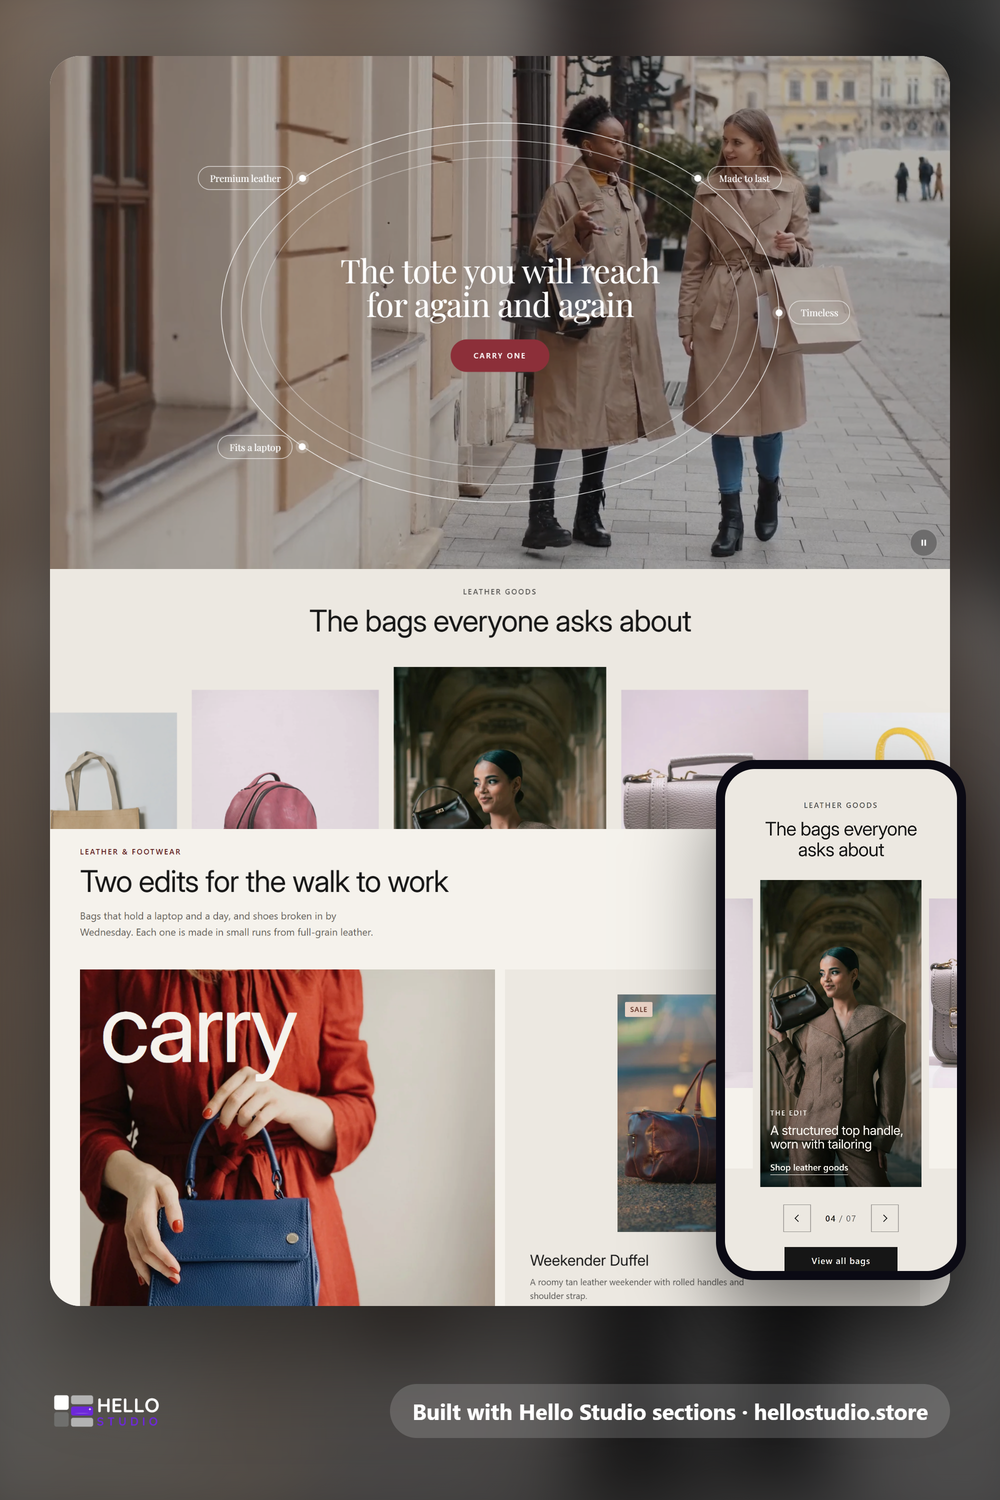 Premium leather
Made to last
The tote you will reach
for again and again
Timeless
CARRY ONE
Fits a laptop
LEATHER GOODS
The bags everyone asks about
LEATHER & FOOTWEAR
Two edits for the walk to work
Bags that hold a laptop and a day, and shoes broken in by
Wednesday. Each one is made in small runs from full-grain leather.
carry
SALE
Weekender Duffel
A roomy tan leather weekender with rolled handles and
shoulder strap.
LEATHER GOODS
The bags everyone
asks about
THE EDIT
A structured top handle,
worn with tailoring
Shop leather goods
04 / 07
View all bags
HELLO
STUDIO
Built with Hello Studio sections · hellostudio.store